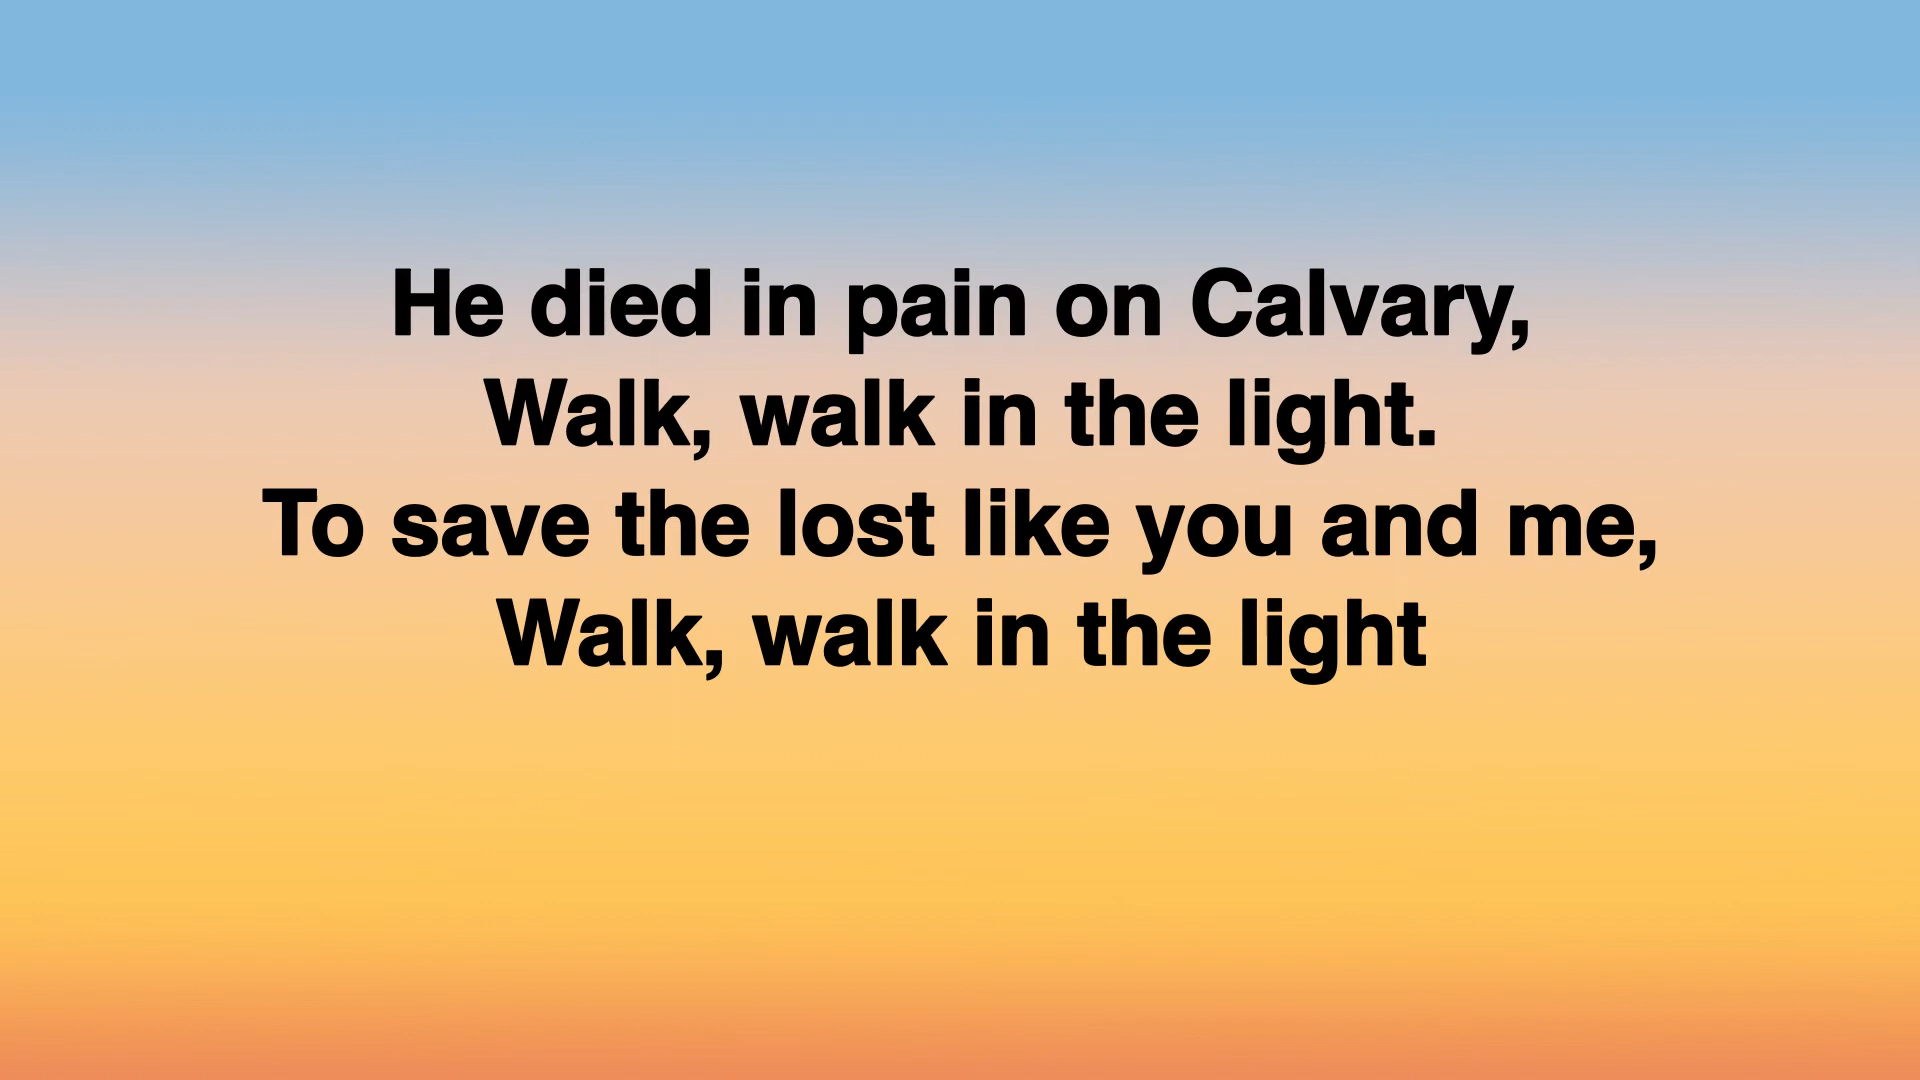 He died in pain on Calvary,
Walk, walk in the light.
To save the lost like you and me,
Walk, walk in the light